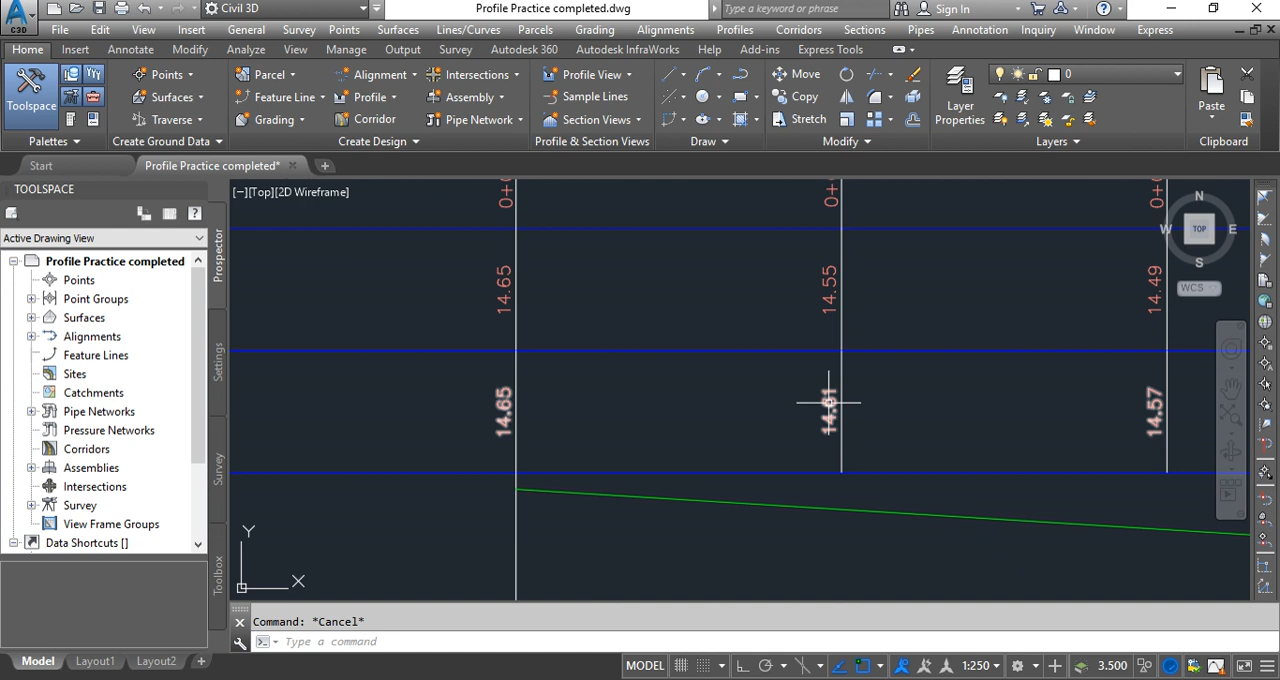 Civil 3D
Profile Practice completed.dwg
Type a keyword or phrase
Sign In
C3D
File Edit View Insert General Survey Points Surfaces Lines/Curves Parcels Grading Alignments Profiles Corridors Sections Pipes Annotation Inquiry Window Express
Home Insert Annotate Modify Analyze View Manage Output Survey Autodesk 360 Autodesk InfraWorks Help Add-ins Express Tools
Toolspace
Points
Surfaces
Traverse
Parcel
Feature Line
Grading
Alignment
Profile
Corridor
Intersections
Assembly
Pipe Network
Profile View
Sample Lines
Section Views
Move
Copy
Stretch
Layer
Properties
0
Paste
Palettes Create Ground Data Create Design Profile & Section Views Draw Modify Layers Clipboard
Start Profile Practice completed*
TOOLSPACE
Active Drawing View
Profile Practice completed
Points
Point Groups
Surfaces
Alignments
Feature Lines
Sites
Catchments
Pipe Networks
Pressure Networks
Corridors
Assemblies
Intersections
Survey
View Frame Groups
Data Shortcuts []
Prospector
Settings
Survey
Toolbox
[−][Top][2D Wireframe]
14.65 14.55 14.49
14.65 14.61 14.57
N
W TOP E
S
WCS
Y
X
Command: *Cancel*
Type a command
Model Layout1 Layout2 +
MODEL 1:250 3.500